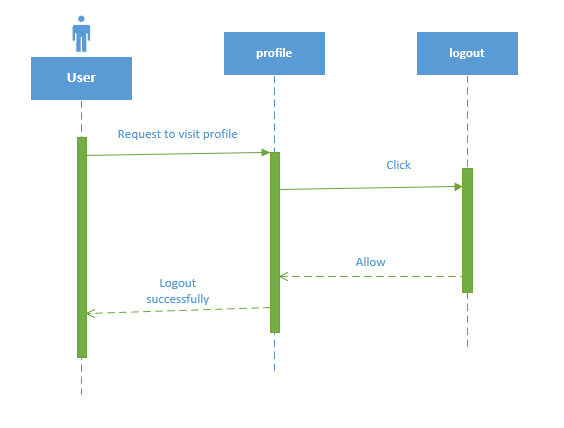 profile
logout
User
Request to visit profile
Click
Allow
Logout
successfully